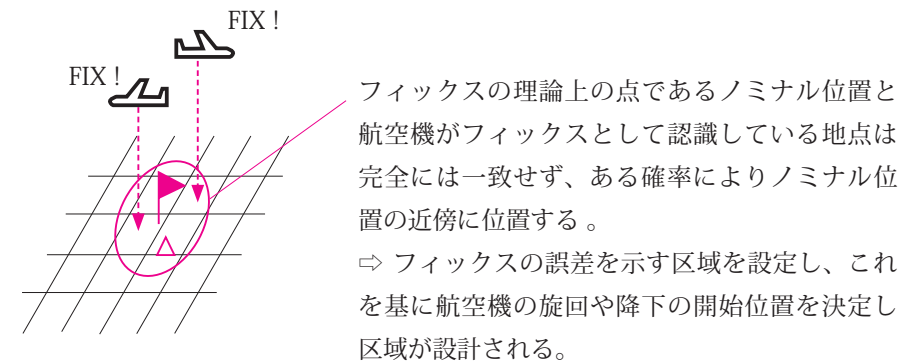 FIX !
FIX !
フィックスの理論上の点であるノミナル位置と
航空機がフィックスとして認識している地点は
完全には一致せず、ある確率によりノミナル位
置の近傍に位置する 。
⇨ フィックスの誤差を示す区域を設定し、これ
を基に航空機の旋回や降下の開始位置を決定し
区域が設計される。